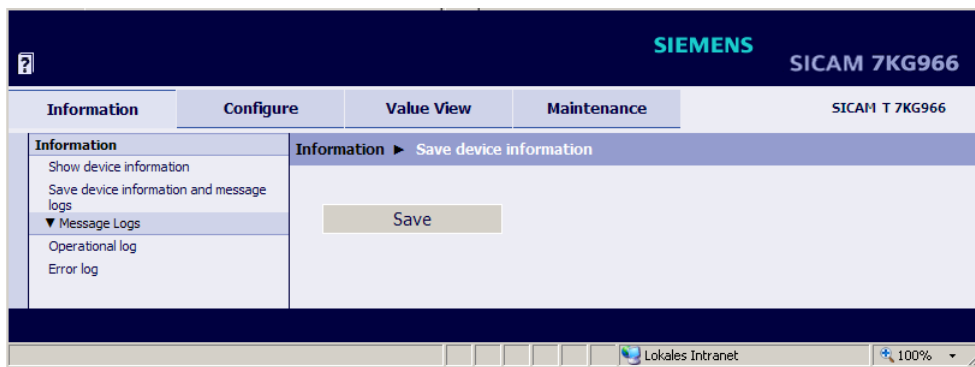 ?
SIEMENS
SICAM 7KG966
Information
Configure
Value View
Maintenance
SICAM T 7KG966
Information
Show device information
Save device information and message
logs
▼ Message Logs
Operational log
Error log
Information ► Save device information
Save
Lokales Intranet
100%